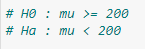 # H0 : mu >= 200
# Ha : mu < 200